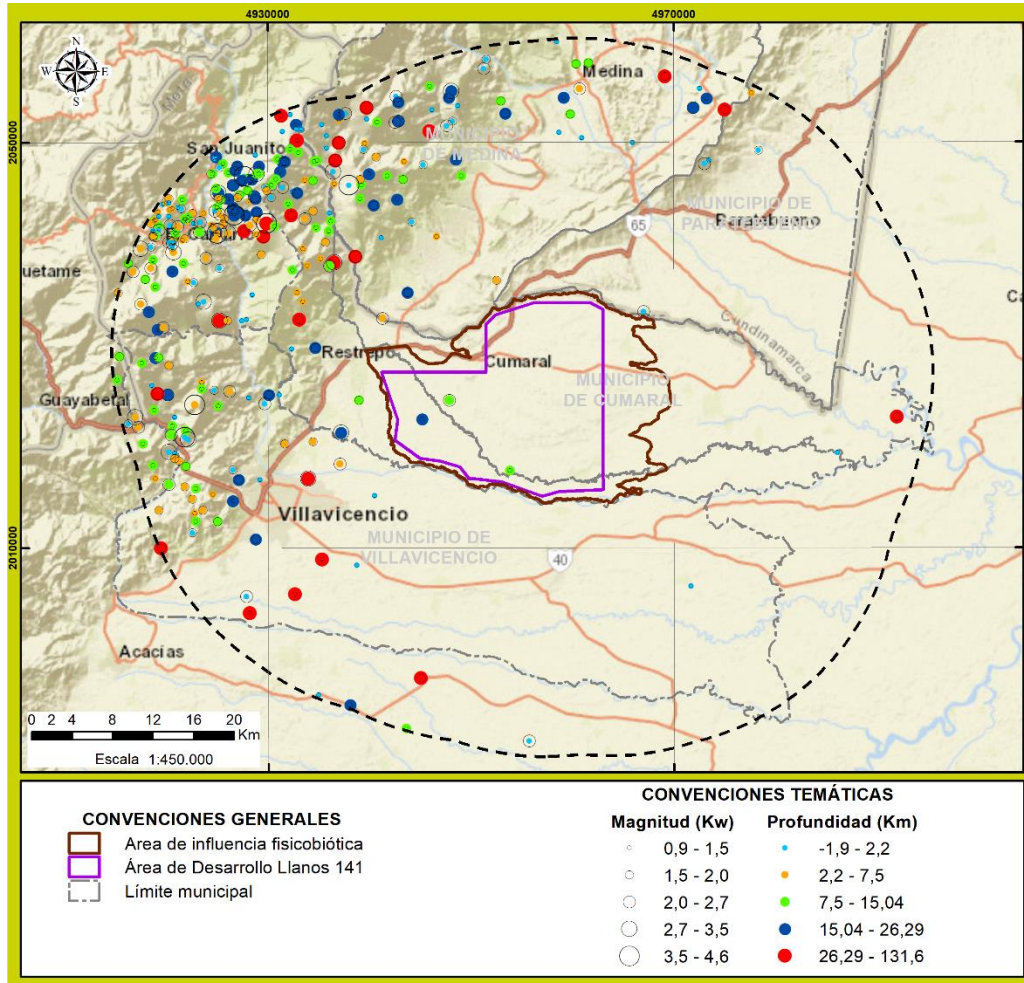 4930000
4970000
N
W E
S
Medina
2050000
San Juanito
MUNICIPIO
DE MEDINA
MUNICIPIO DE
PARATEBUENO
Paratebueno
65
uetame
Ca
Cundinamarca
Restrepo
Cumaral
MUNICIPIO
DE CUMARAL
Guayabetal
Villavicencio
MUNICIPIO DE
VILLAVICENCIO
40
2010000
Acacías
0 2 4 8 12 16 20
Km
Escala 1:450.000
CONVENCIONES GENERALES
Area de influencia fisicobiótica
Área de Desarrollo Llanos 141
Límite municipal
CONVENCIONES TEMÁTICAS
Magnitud (Kw) Profundidad (Km)
0,9 - 1,5 -1,9 - 2,2
1,5 - 2,0 2,2 - 7,5
2,0 - 2,7 7,5 - 15,04
2,7 - 3,5 15,04 - 26,29
3,5 - 4,6 26,29 - 131,6